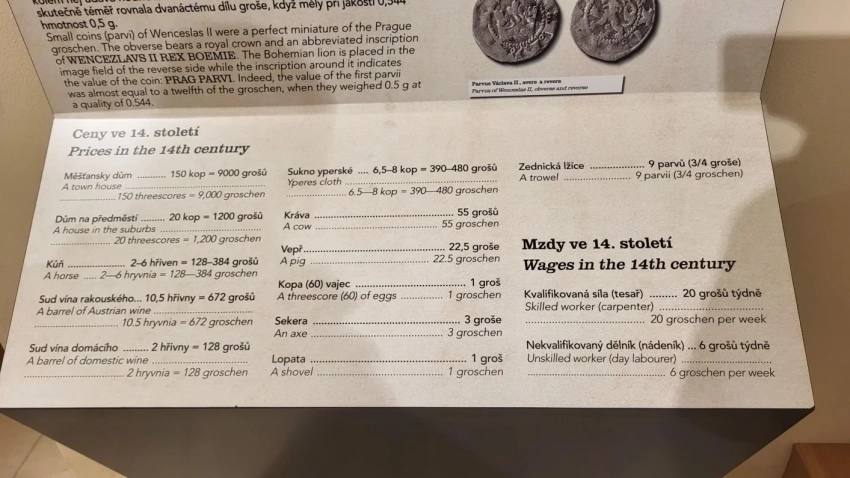 skutečně téměř rovnala dvanáctému dílu groše, když měly při jakosti 0,544
hmotnost 0,5 g.
Small coins (parvi) of Wenceslas II were a perfect miniature of the Prague
groschen. The obverse bears a royal crown and an abbreviated inscription
of WENCEZLAVS II REX BOEMIE. The Bohemian lion is placed in the
image field of the reverse side while the inscription around it indicates
the value of the coin: PRAG PARVI. Indeed, the value of the first parvii
was almost equal to a twelfth of the groschen, when they weighed 0.5 g at
a quality of 0.544.
Parvus Václava II., avers a revers
Parvus of Wenceslas II, obverse and reverse
Ceny ve 14. století
Prices in the 14th century
Měšťanský dům .......... 150 kop = 9000 grošů
A town house ..........
.......... 150 threescores = 9,000 groschen
Dům na předměstí ........ 20 kop = 1200 grošů
A house in the suburbs ..........
.......... 20 threescores = 1,200 groschen
Kůň .......... 2–6 hřiven = 128–384 grošů
A horse ..... 2—6 hryvnia = 128—384 groschen
Sud vína rakouského... 10,5 hřivny = 672 grošů
A barrel of Austrian wine ..........
.......... 10.5 hryvnia = 672 groschen
Sud vína domácího .......... 2 hřivny = 128 grošů
A barrel of domestic wine ..........
.......... 2 hryvnia = 128 groschen
Sukno yperské .... 6,5–8 kop = 390–480 grošů
Yperes cloth ..........
.......... 6.5—8 kop = 390—480 groschen
Kráva .......... 55 grošů
A cow .......... 55 groschen
Vepř .......... 22,5 groše
A pig .......... 22.5 groschen
Kopa (60) vajec .......... 1 groš
A threescore (60) of eggs .......... 1 groschen
Sekera .......... 3 groše
An axe .......... 3 groschen
Lopata .......... 1 groš
A shovel .......... 1 groschen
Zednická lžíce .......... 9 parvů (3/4 groše)
A trowel .......... 9 parvii (3/4 groschen)
Mzdy ve 14. století
Wages in the 14th century
Kvalifikovaná síla (tesař) ......... 20 grošů týdně
Skilled worker (carpenter) ..........
.......... 20 groschen per week
Nekvalifikovaný dělník (nádeník) ... 6 grošů týdně
Unskilled worker (day labourer) ..........
.......... 6 groschen per week